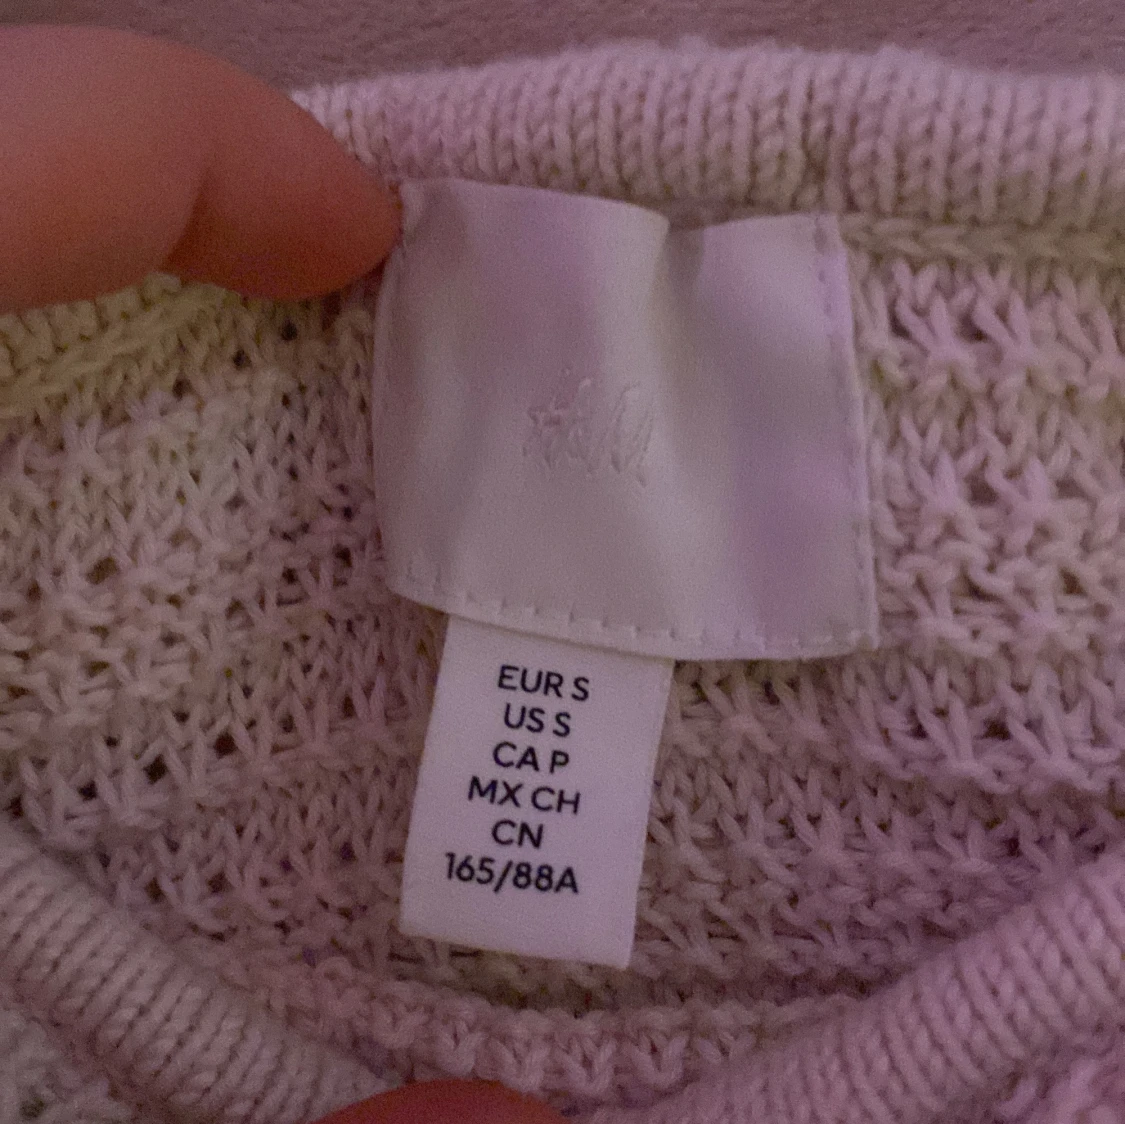 H&M
EUR S
US S
CA P
MX CH
CN
165/88A